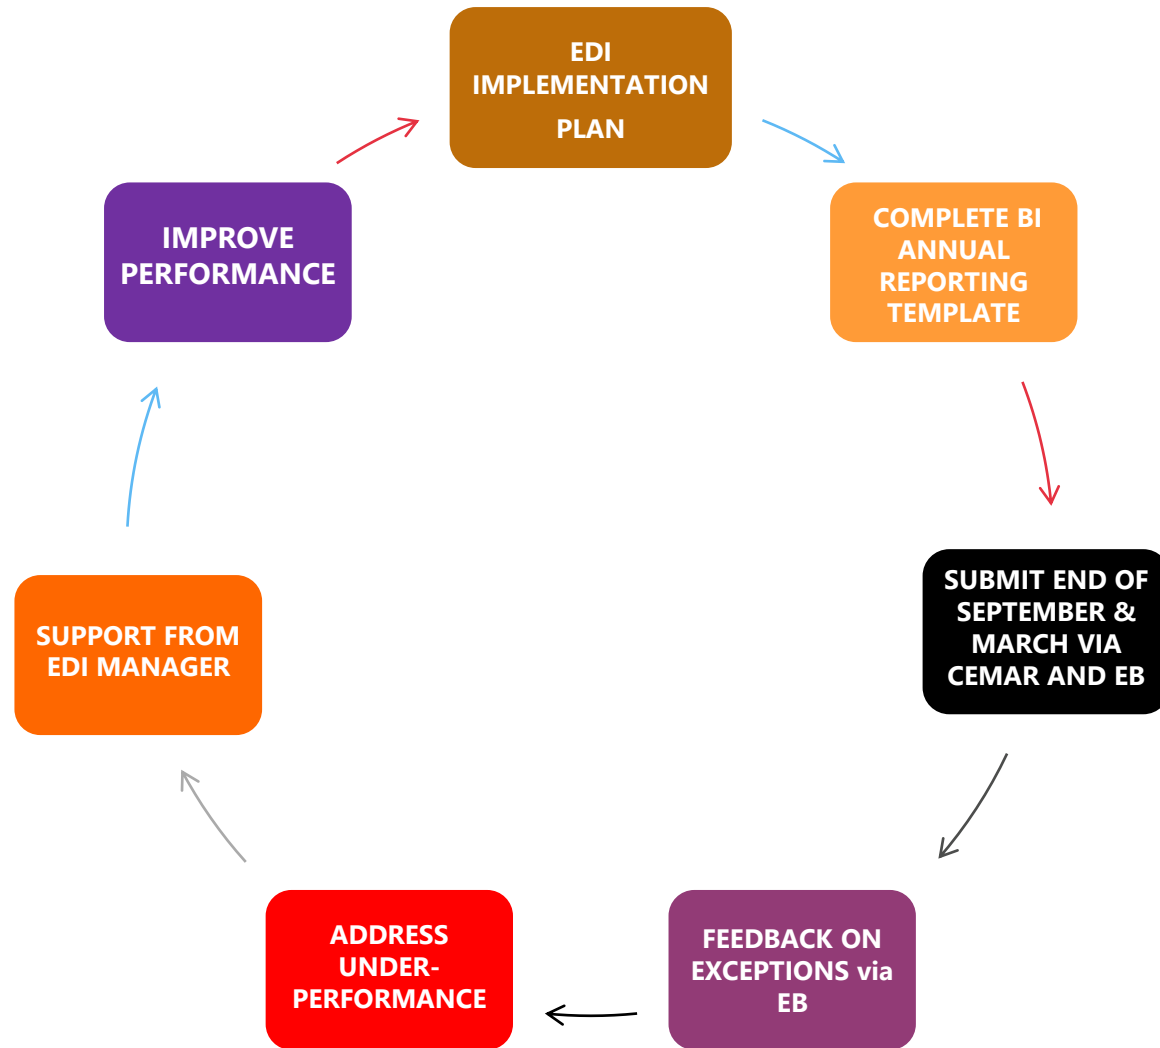 EDI
IMPLEMENTATION
PLAN
COMPLETE BI
ANNUAL
REPORTING
TEMPLATE
SUBMIT END OF
SEPTEMBER &
MARCH VIA
CEMAR AND EB
FEEDBACK ON
EXCEPTIONS via
EB
ADDRESS
UNDER-
PERFORMANCE
SUPPORT FROM
EDI MANAGER
IMPROVE
PERFORMANCE